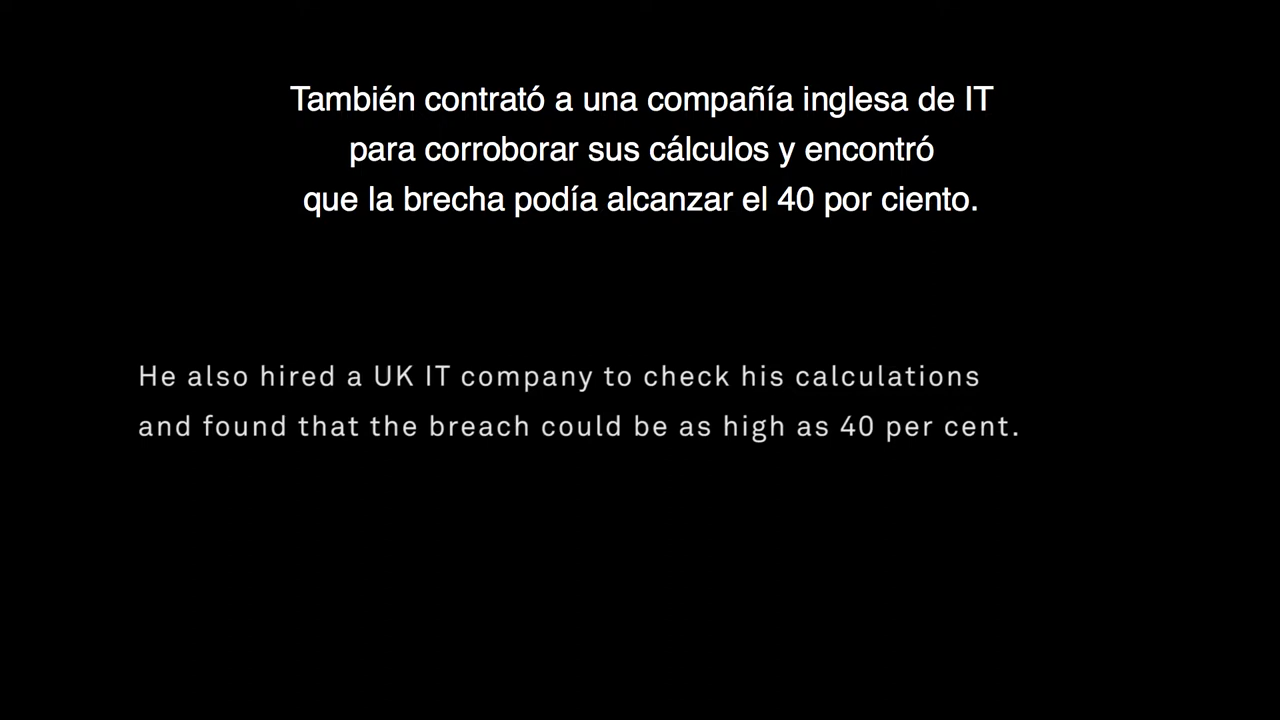 También contrató a una compañía inglesa de IT
para corroborar sus cálculos y encontró
que la brecha podía alcanzar el 40 por ciento.
He also hired a UK IT company to check his calculations
and found that the breach could be as high as 40 per cent.